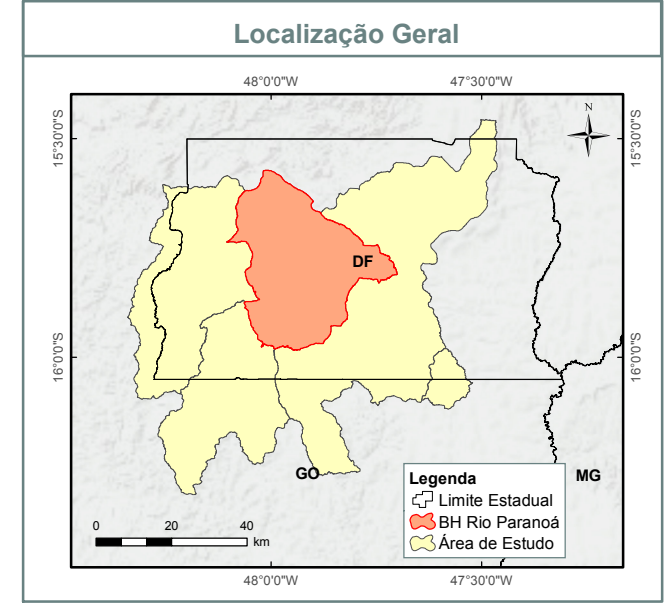 Localização Geral
48°0'0"W 47°30'0"W
N
15°30'0"S 15°30'0"S
DF
16°0'0"S 16°0'0"S
GO
MG
Legenda
Limite Estadual
BH Rio Paranoá
Área de Estudo
0 20 40
km
48°0'0"W 47°30'0"W